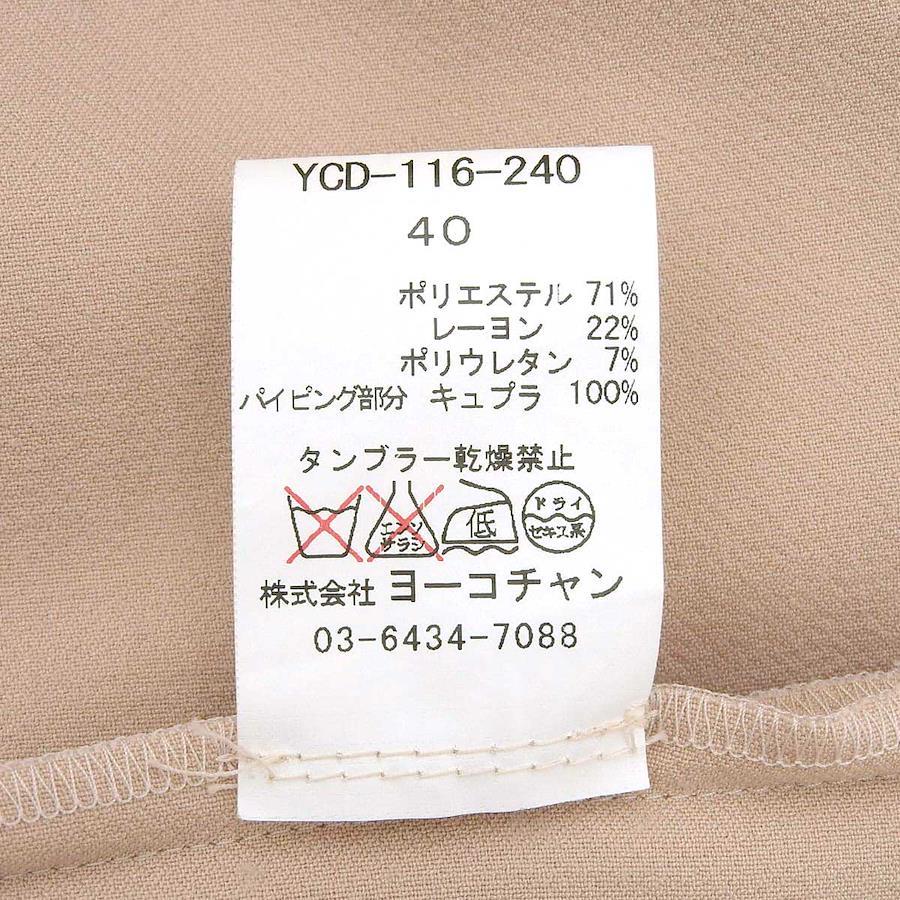 YCD-116-240
40
ポリエステル 71%
レーヨン 22%
ポリウレタン 7%
パイピング部分 キュプラ 100%
タンブラー乾燥禁止
エンソ
サラシ
低
ドライ
セキユ系
株式会社 ヨーコチャン
03-6434-7088